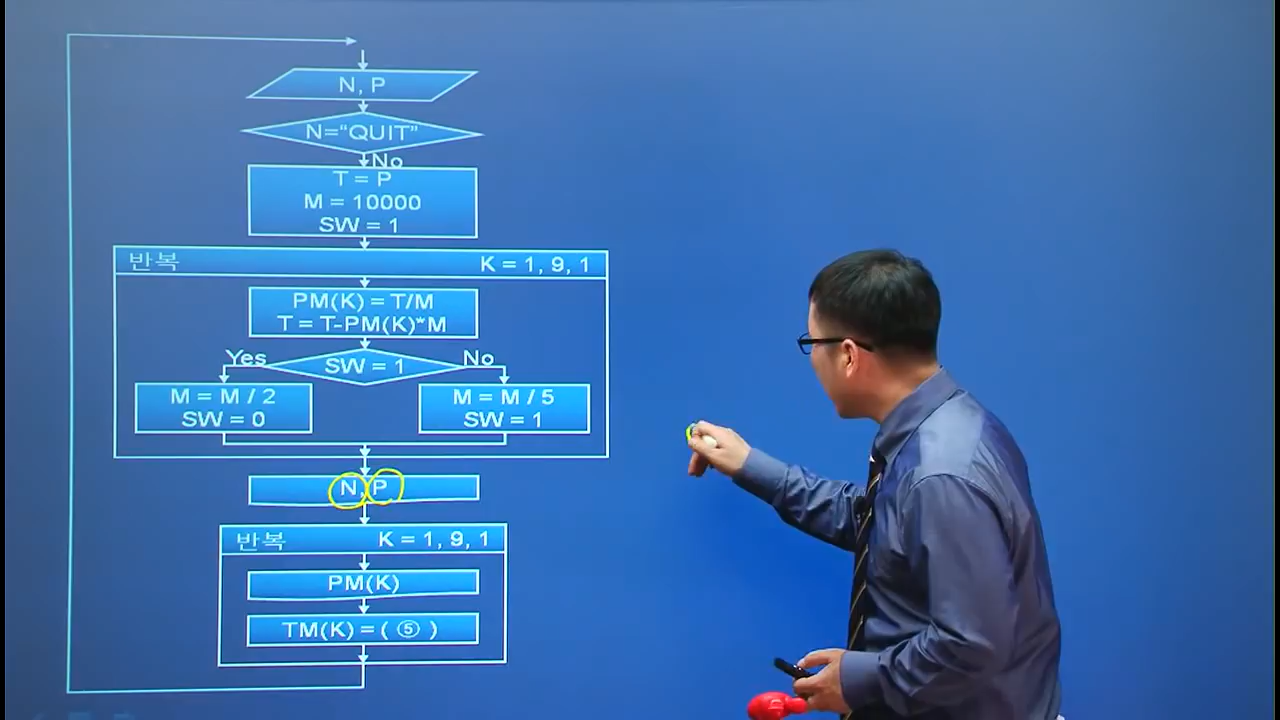 N, P
N=“QUIT”
No
T = P
M = 10000
SW = 1
반복 K = 1, 9, 1
PM(K) = T/M
T = T-PM(K)*M
Yes SW = 1 No
M = M / 2
SW = 0
M = M / 5
SW = 1
N, P
반복 K = 1, 9, 1
PM(K)
TM(K) = ( ⑤ )